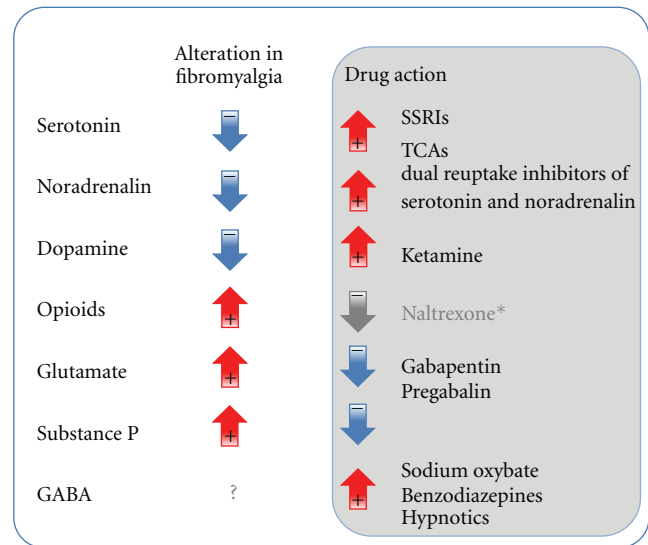 Alteration in
fibromyalgia
Drug action
Serotonin
−
+
SSRIs
TCAs
Noradrenalin
−
+
dual reuptake inhibitors of
serotonin and noradrenalin
Dopamine
−
+
Ketamine
Opioids
+
−
Naltrexone*
Glutamate
+
−
Gabapentin
Pregabalin
Substance P
+
−
GABA
?
+
Sodium oxybate
Benzodiazepines
Hypnotics